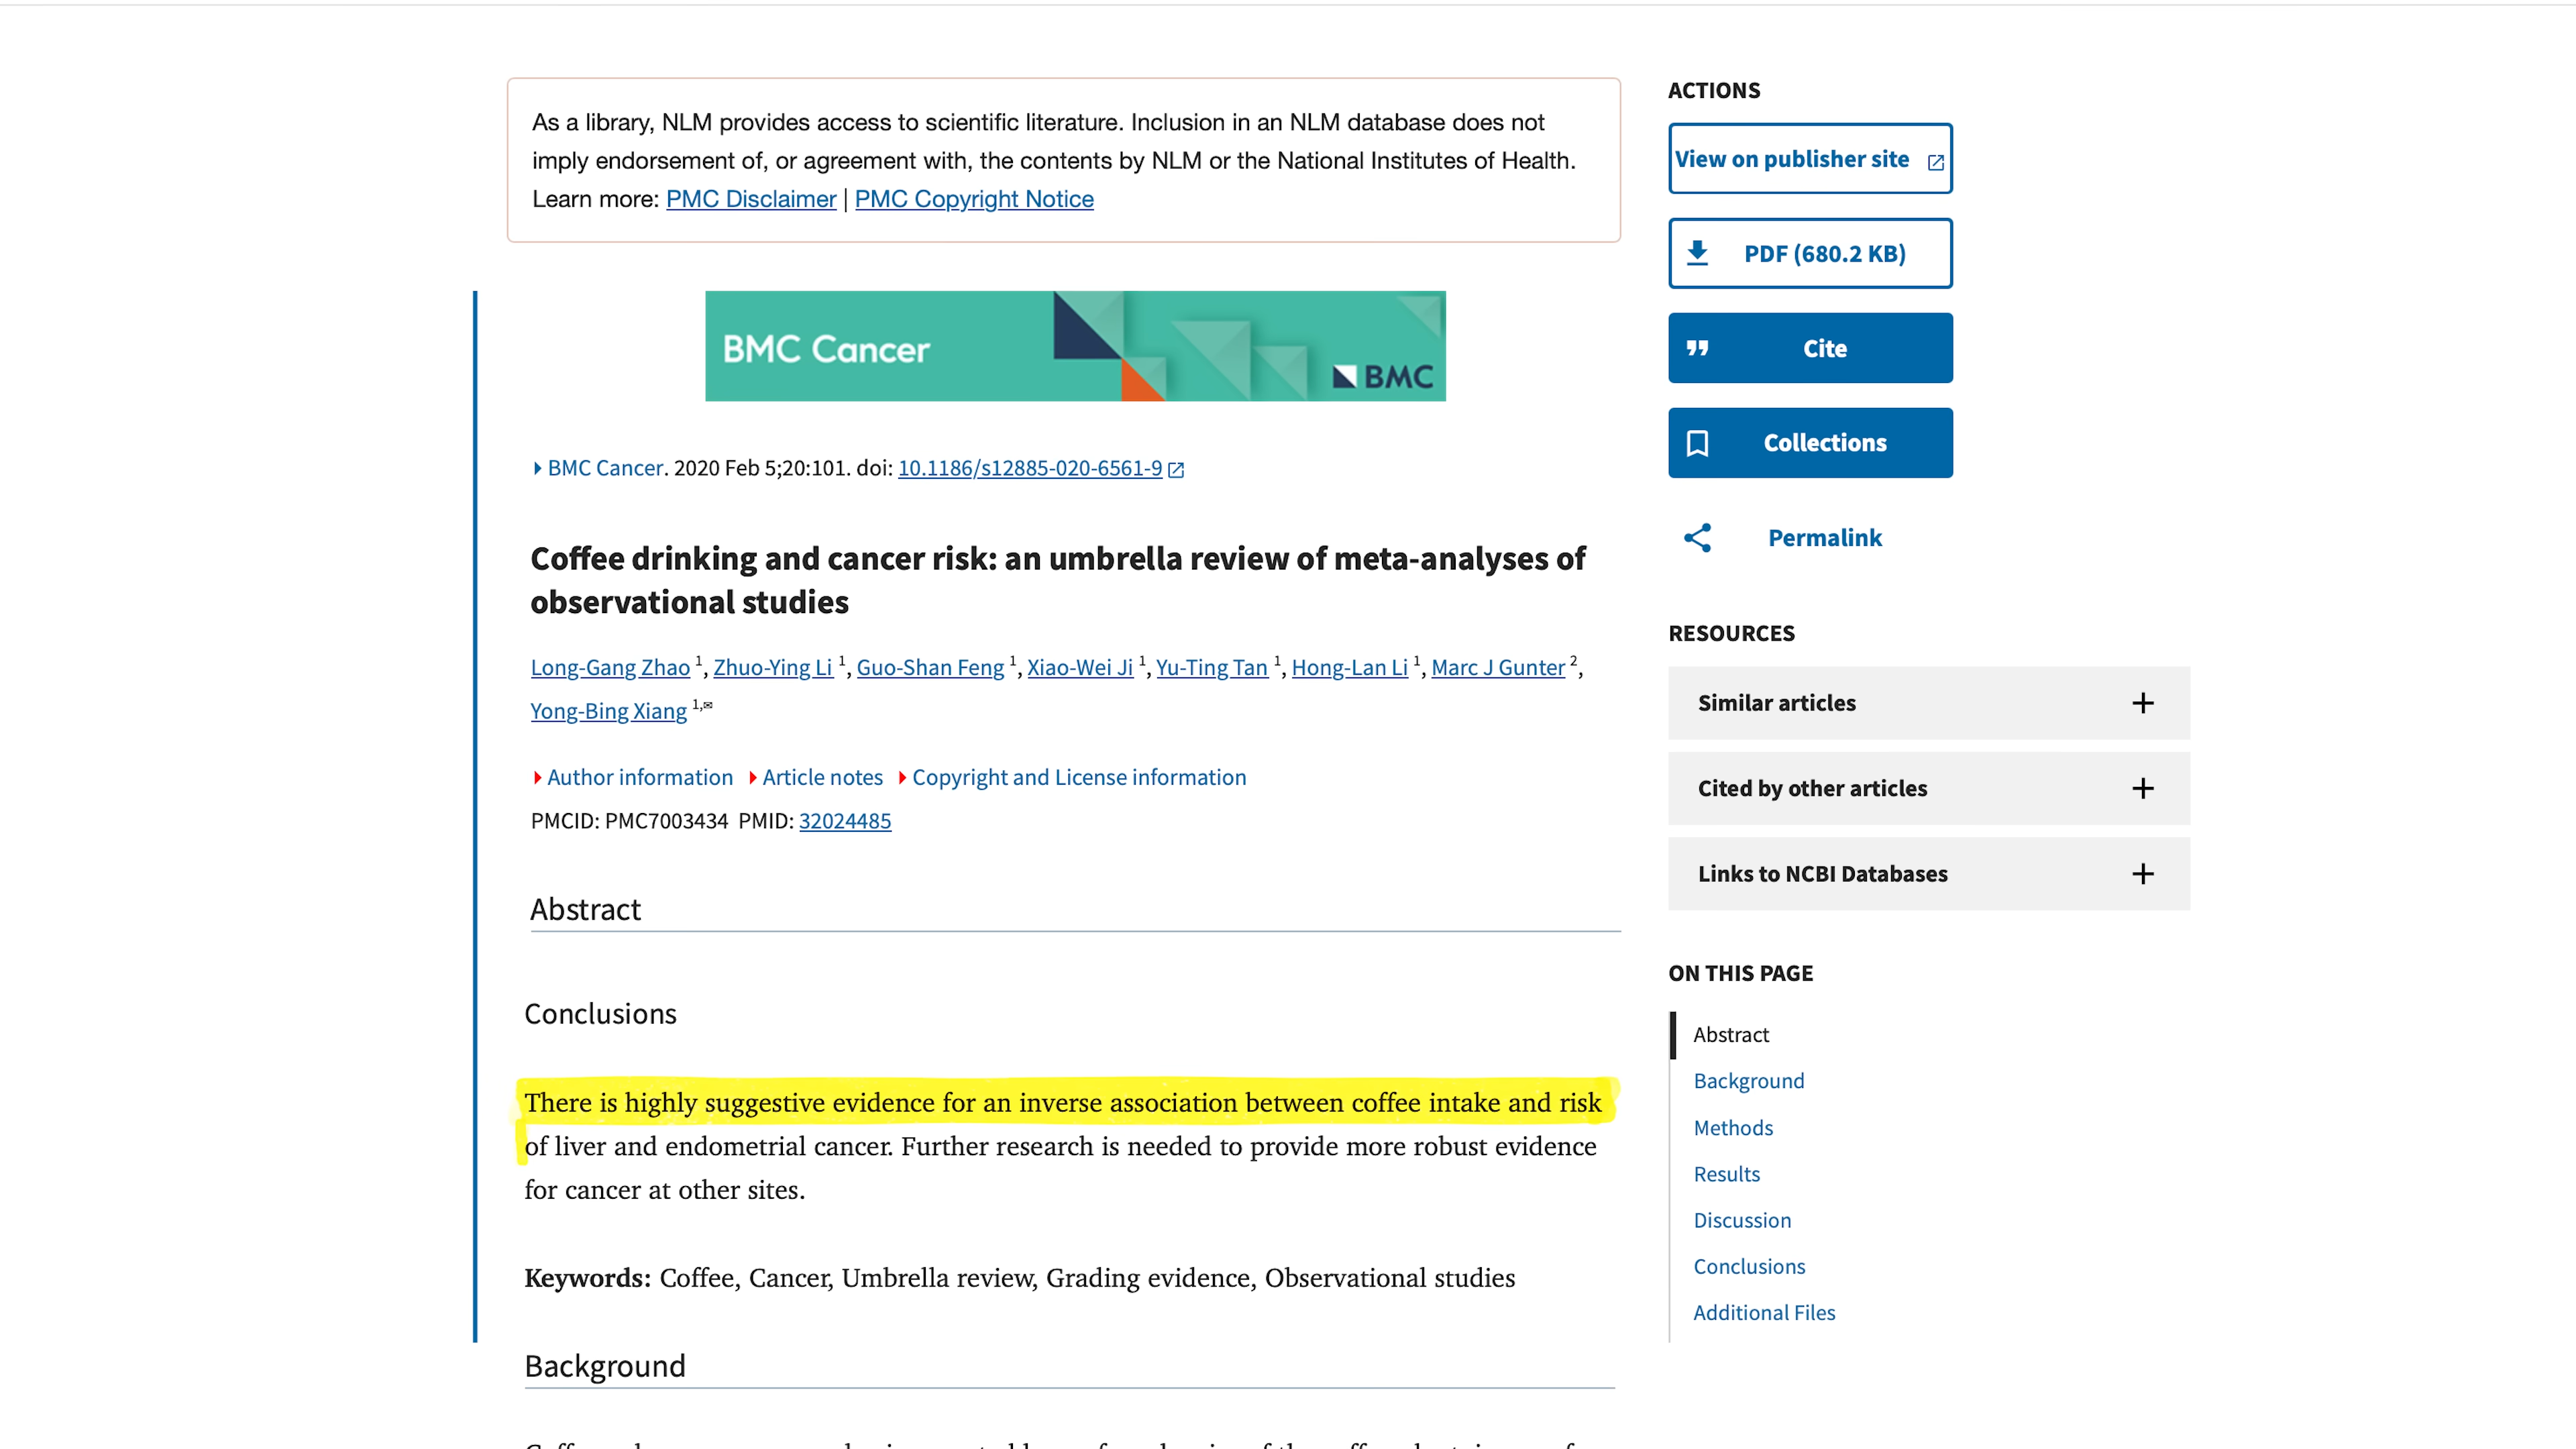 As a library, NLM provides access to scientific literature. Inclusion in an NLM database does not
imply endorsement of, or agreement with, the contents by NLM or the National Institutes of Health.
Learn more: PMC Disclaimer | PMC Copyright Notice
BMC Cancer
BMC
BMC Cancer. 2020 Feb 5;20:101. doi: 10.1186/s12885-020-6561-9
Coffee drinking and cancer risk: an umbrella review of meta-analyses of
observational studies
Long-Gang Zhao 1, Zhuo-Ying Li 1, Guo-Shan Feng 1, Xiao-Wei Ji 1, Yu-Ting Tan 1, Hong-Lan Li 1, Marc J Gunter 2,
Yong-Bing Xiang 1,✉
Author information Article notes Copyright and License information
PMCID: PMC7003434 PMID: 32024485
Abstract
Conclusions
There is highly suggestive evidence for an inverse association between coffee intake and risk
of liver and endometrial cancer. Further research is needed to provide more robust evidence
for cancer at other sites.
Keywords: Coffee, Cancer, Umbrella review, Grading evidence, Observational studies
Background
ACTIONS
View on publisher site
PDF (680.2 KB)
Cite
Collections
Permalink
RESOURCES
Similar articles
Cited by other articles
Links to NCBI Databases
ON THIS PAGE
Abstract
Background
Methods
Results
Discussion
Conclusions
Additional Files